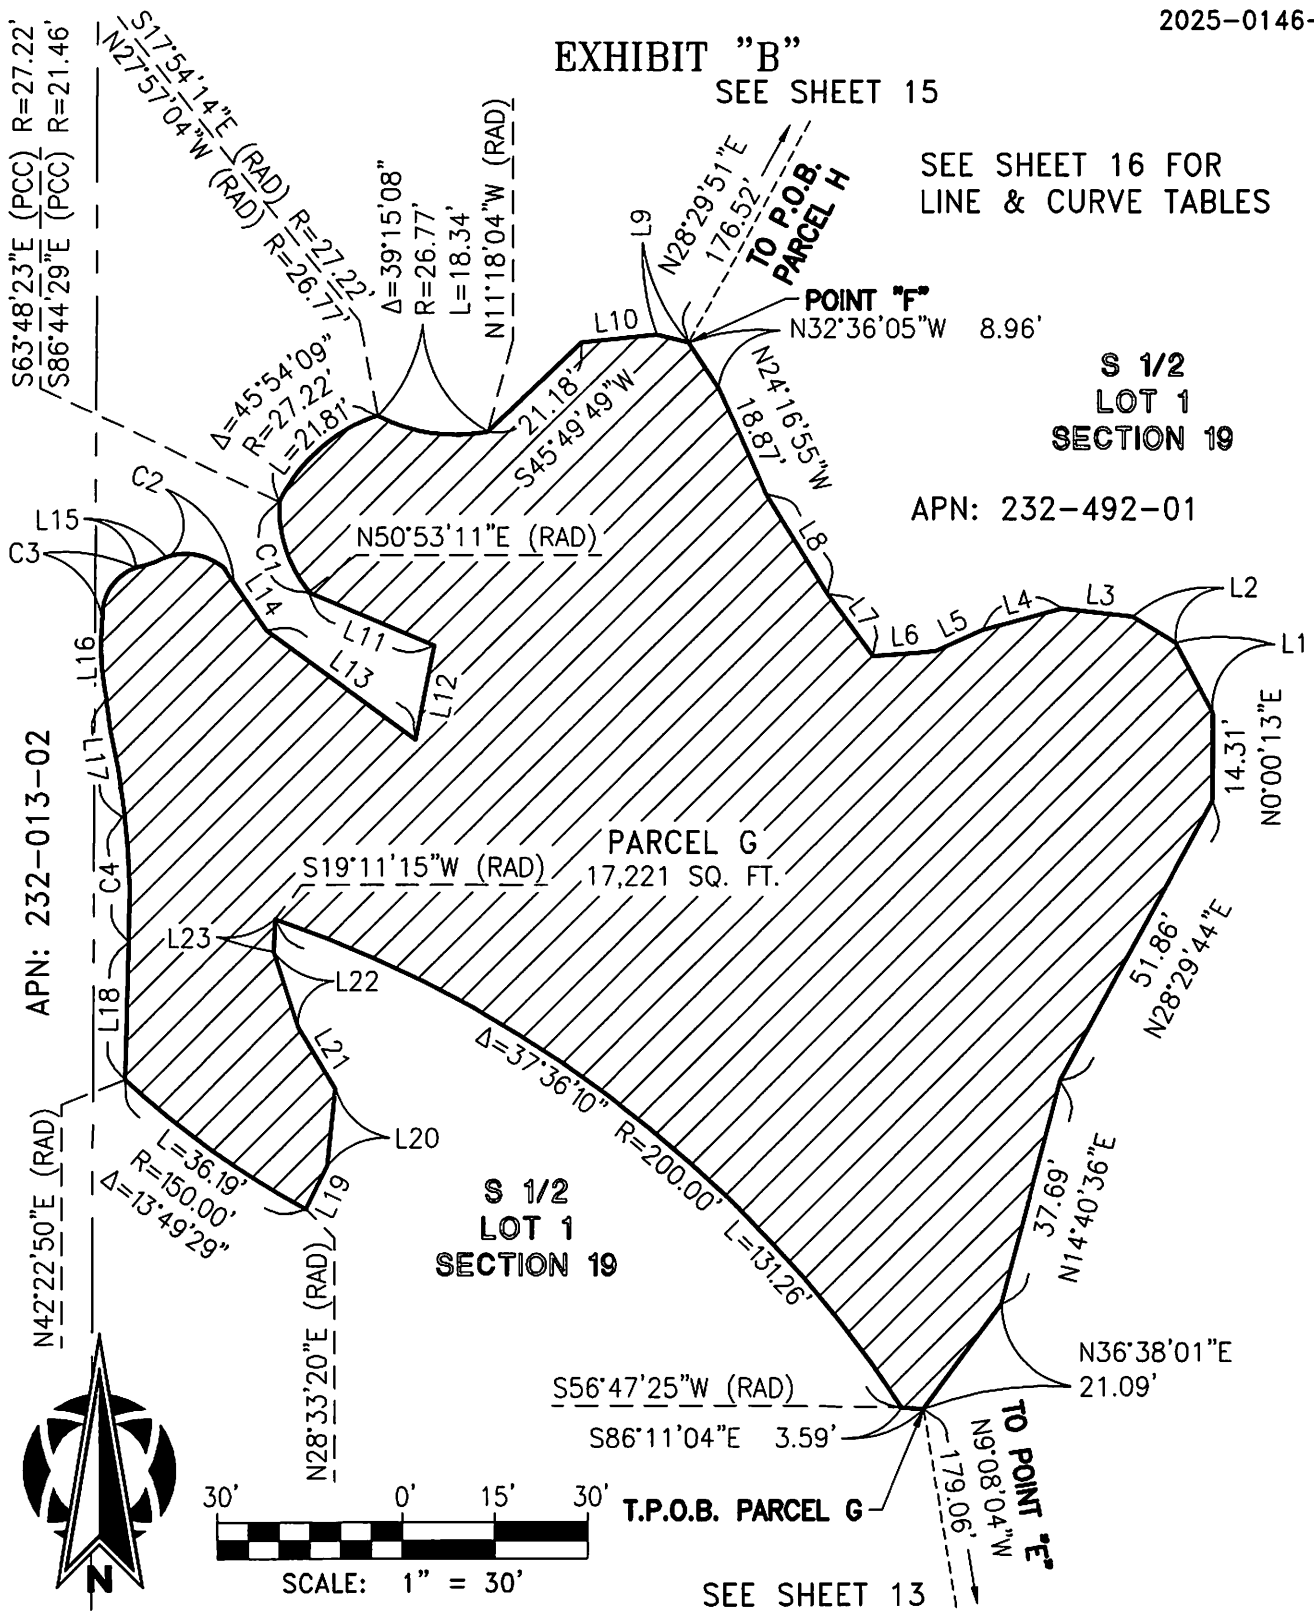 2025-0146-
EXHIBIT "B"
SEE SHEET 15
SEE SHEET 16 FOR
LINE & CURVE TABLES
S63°48'23"E (PCC) R=27.22'
S86°44'29"E (PCC) R=21.46'
S17°54'14"E (RAD) R=27.22'
N27°57'04"W (RAD) R=26.77'
Δ=39°15'08"
R=26.77'
L=18.34'
N11°18'04"W (RAD)
L9
N28°29'51"E
176.52'
TO P.O.B.
PARCEL H
POINT "F"
N32°36'05"W 8.96'
L10
21.18'
S45°49'49"W
N24°16'55"W
18.87'
S 1/2
LOT 1
SECTION 19
APN: 232-492-01
Δ=45°54'09"
R=27.22'
L=21.81'
C2
L15
C3
C1
N50°53'11"E (RAD)
L14
L11
L13
L12
L16
L17
C4
L18
APN: 232-013-02
L8
L7
L6
L5
L4
L3
L2
L1
14.31'
N0°00'13"E
PARCEL G
17,221 SQ. FT.
S19°11'15"W (RAD)
L23
L22
L21
L20
L19
51.86'
N28°29'44"E
Δ=37°36'10"
R=200.00'
L=131.26'
N42°22'50"E (RAD)
L=36.19'
R=150.00'
Δ=13°49'29"
N28°33'20"E (RAD)
S 1/2
LOT 1
SECTION 19
37.69'
N14°40'36"E
N36°38'01"E
21.09'
S56°47'25"W (RAD)
S86°11'04"E 3.59'
TO POINT "E"
N9°08'04"W
179.06'
T.P.O.B. PARCEL G
N
30' 0' 15' 30'
SCALE: 1" = 30'
SEE SHEET 13